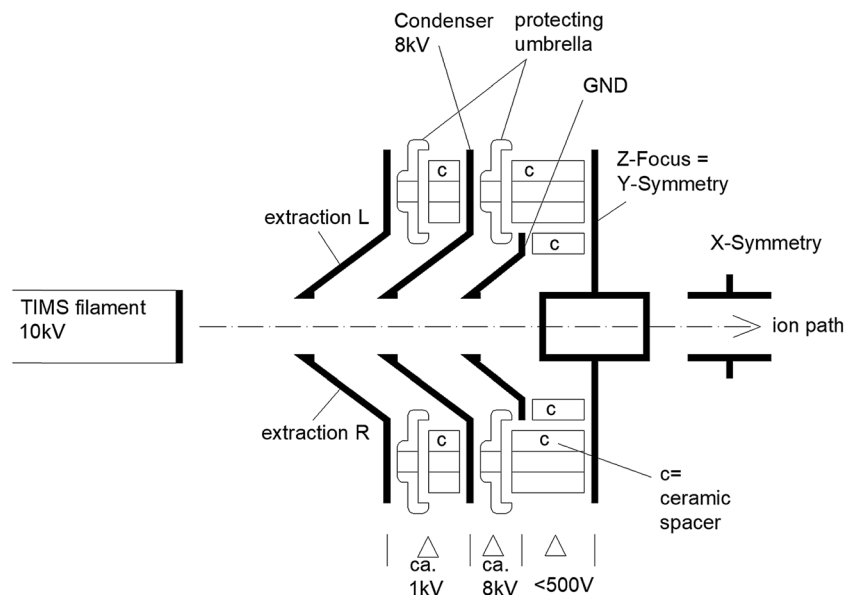 Condenser
8kV
protecting
umbrella
GND
c
c
Z-Focus =
Y-Symmetry
extraction L
c
X-Symmetry
TIMS filament
10kV
ion path
extraction R
c
c
c
c=
ceramic
spacer
ca.
1kV
ca.
8kV
<500V